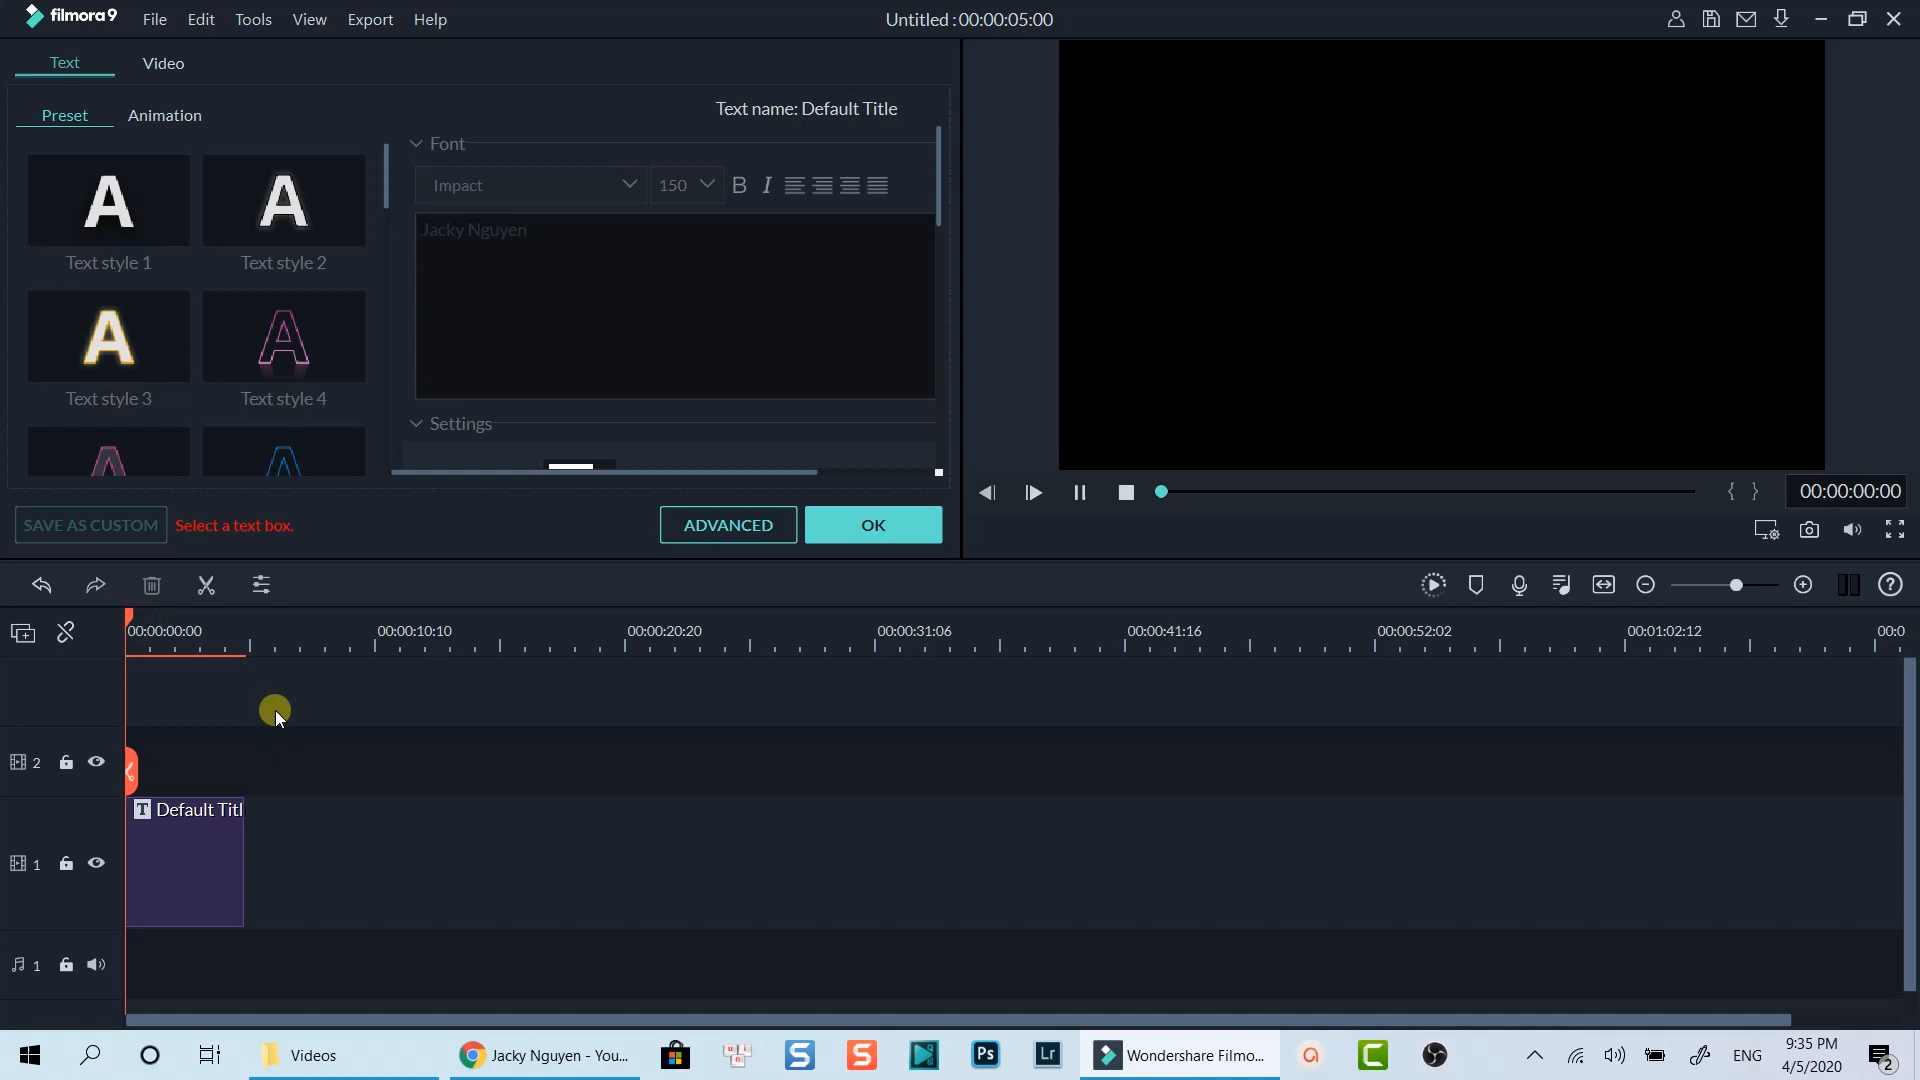 filmora9 File Edit Tools View Export Help Untitled : 00:00:05:00
Text Video
Preset Animation Text name: Default Title
Font
Impact 150 B I
Jacky Nguyen
A A
Text style 1 Text style 2
A A
Text style 3 Text style 4
Settings
A A
SAVE AS CUSTOM Select a text box. ADVANCED OK
{ } 00:00:00:00
00:00:00:00 00:00:10:10 00:00:20:20 00:00:31:06 00:00:41:16 00:00:52:02 00:01:02:12 00:0
2
T Default Titl
1
1
Videos Jacky Nguyen - You... S S Ps Lr Wondershare Filmo... C ENG 9:35 PM
4/5/2020 2